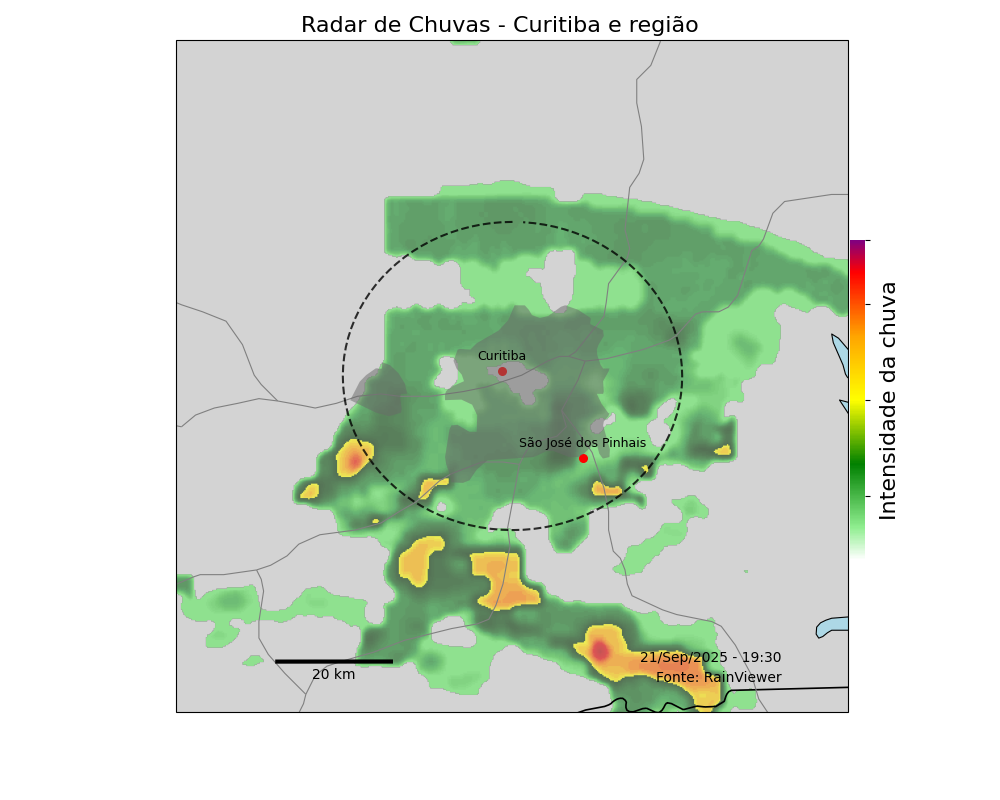 Radar de Chuvas - Curitiba e região
Curitiba
São José dos Pinhais
Intensidade da chuva
21/Sep/2025 - 19:30
20 km
Fonte: RainViewer